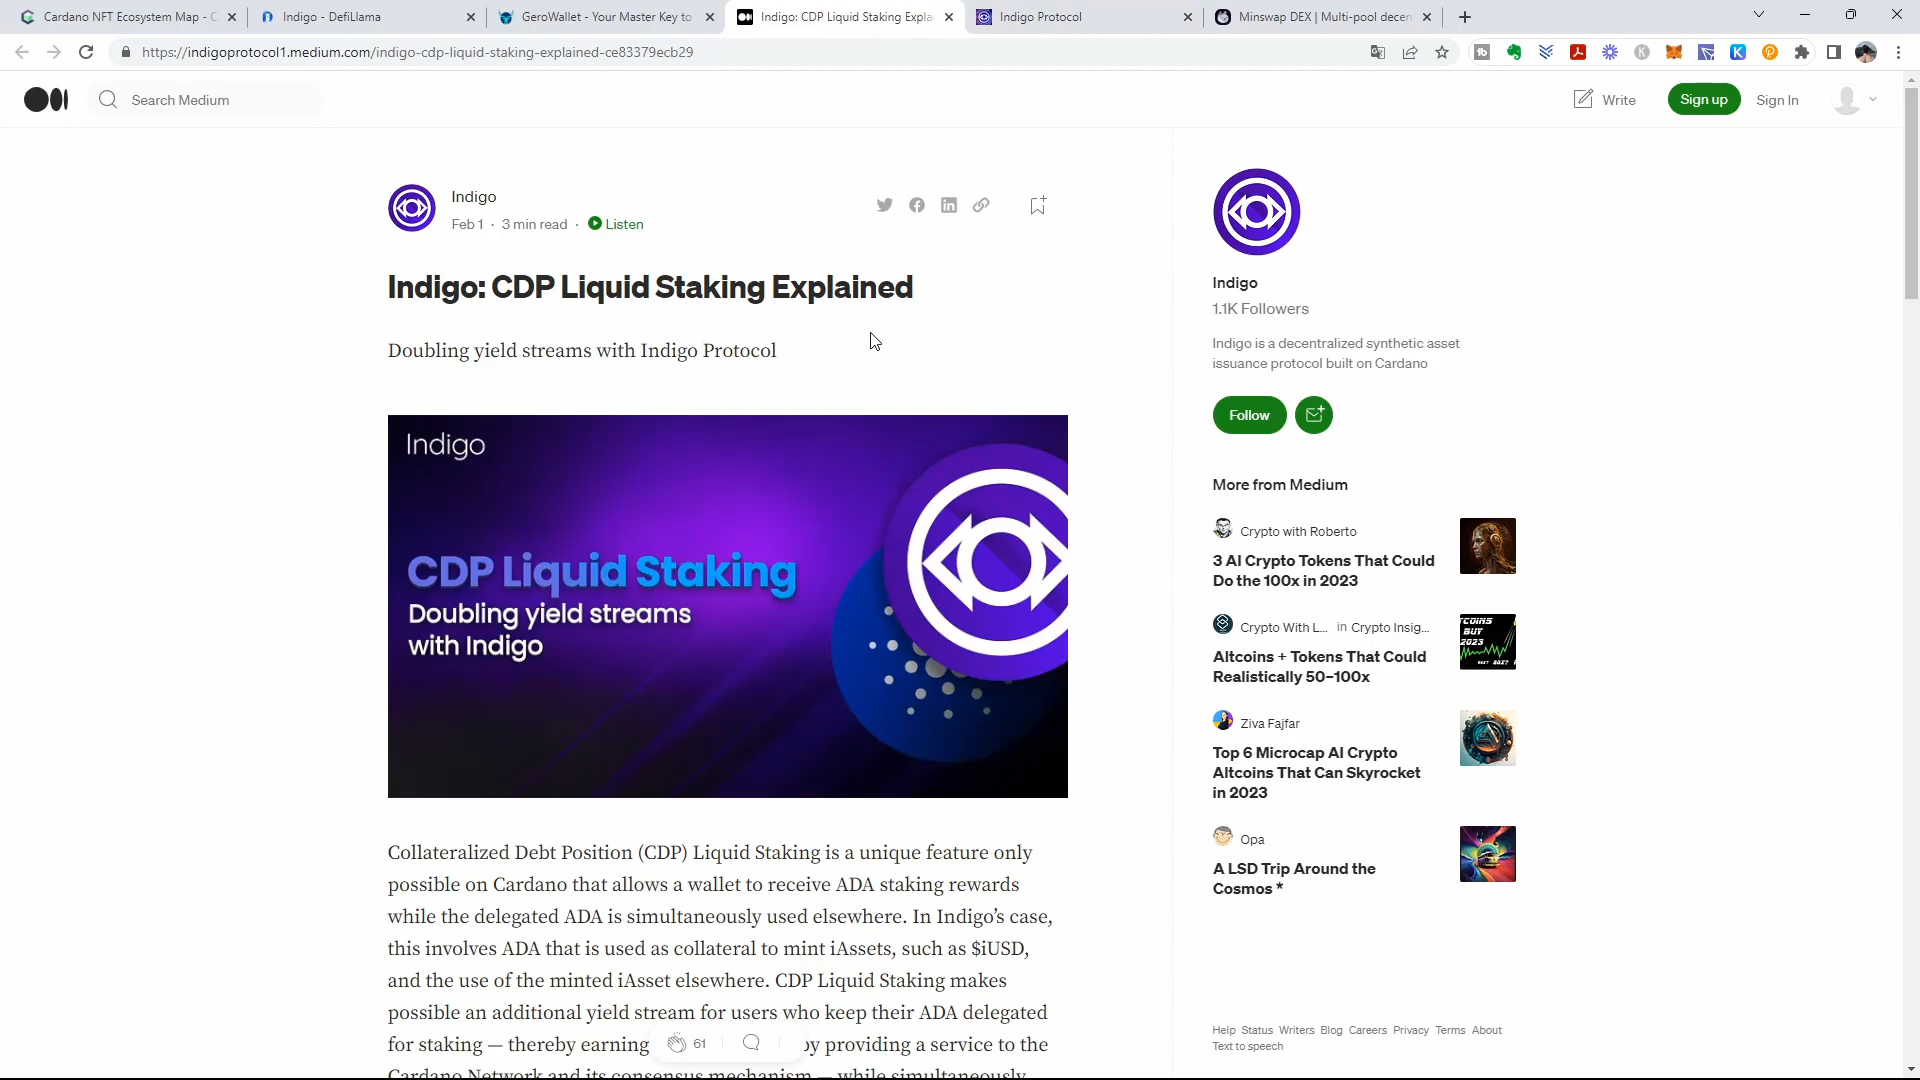 Cardano NFT Ecosystem Map - C
Indigo - DefiLlama
GeroWallet - Your Master Key to
Indigo: CDP Liquid Staking Expla
Indigo Protocol
Minswap DEX | Multi-pool decen
https://indigoprotocol1.medium.com/indigo-cdp-liquid-staking-explained-ce83379ecb29
Search Medium
Write
Sign up
Sign In
Indigo
Feb 1 · 3 min read · Listen
Indigo: CDP Liquid Staking Explained
Doubling yield streams with Indigo Protocol
Indigo
CDP Liquid Staking
Doubling yield streams
with Indigo
Collateralized Debt Position (CDP) Liquid Staking is a unique feature only
possible on Cardano that allows a wallet to receive ADA staking rewards
while the delegated ADA is simultaneously used elsewhere. In Indigo’s case,
this involves ADA that is used as collateral to mint iAssets, such as $iUSD,
and the use of the minted iAsset elsewhere. CDP Liquid Staking makes
possible an additional yield stream for users who keep their ADA delegated
for staking — thereby earning
61
by providing a service to the
Cardano Network and its consensus mechanism — while simultaneously
Indigo
1.1K Followers
Indigo is a decentralized synthetic asset
issuance protocol built on Cardano
Follow
More from Medium
Crypto with Roberto
3 AI Crypto Tokens That Could
Do the 100x in 2023
Crypto With L... in Crypto Insig...
Altcoins + Tokens That Could
Realistically 50–100x
TCOINS
BUY
2023
Ziva Fajfar
Top 6 Microcap AI Crypto
Altcoins That Can Skyrocket
in 2023
Opa
A LSD Trip Around the
Cosmos *
Help Status Writers Blog Careers Privacy Terms About
Text to speech